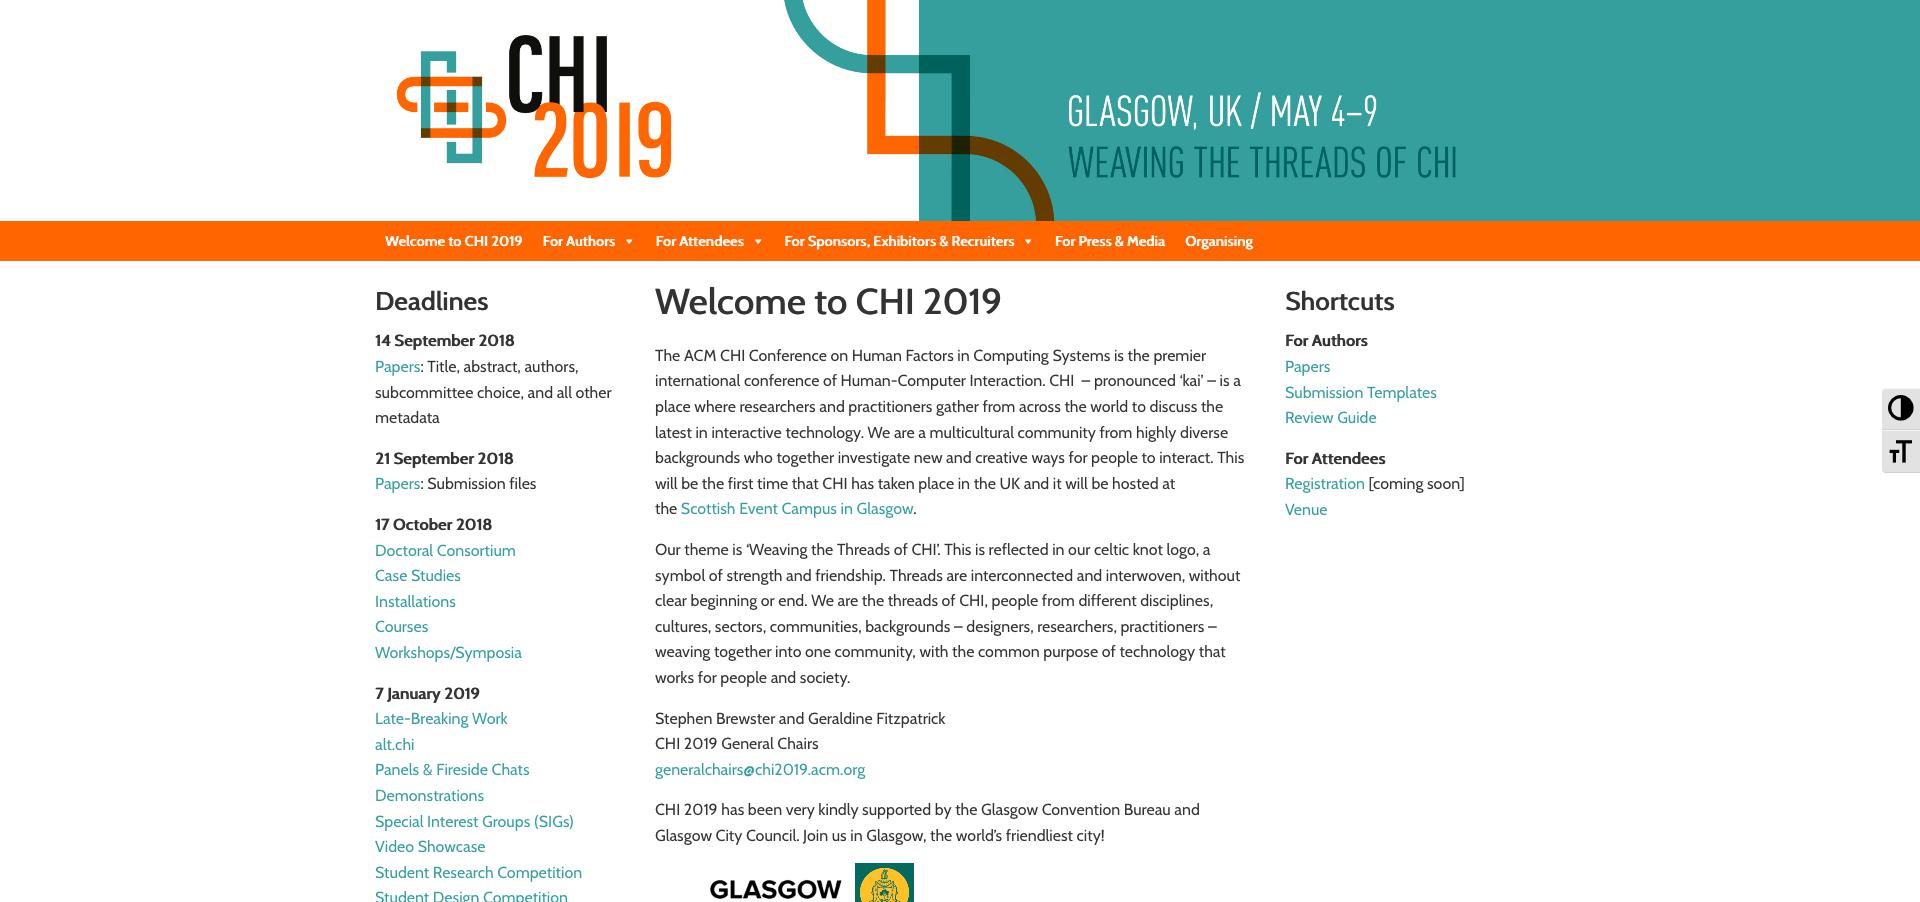 CHI
2019
GLASGOW, UK / MAY 4–9
WEAVING THE THREADS OF CHI
Welcome to CHI 2019
For Authors
For Attendees
For Sponsors, Exhibitors & Recruiters
For Press & Media
Organising
Deadlines
14 September 2018
Papers: Title, abstract, authors,
subcommittee choice, and all other
metadata
21 September 2018
Papers: Submission files
17 October 2018
Doctoral Consortium
Case Studies
Installations
Courses
Workshops/Symposia
7 January 2019
Late-Breaking Work
alt.chi
Panels & Fireside Chats
Demonstrations
Special Interest Groups (SIGs)
Video Showcase
Student Research Competition
Student Design Competition
Welcome to CHI 2019
The ACM CHI Conference on Human Factors in Computing Systems is the premier
international conference of Human-Computer Interaction. CHI – pronounced ‘kai’ – is a
place where researchers and practitioners gather from across the world to discuss the
latest in interactive technology. We are a multicultural community from highly diverse
backgrounds who together investigate new and creative ways for people to interact. This
will be the first time that CHI has taken place in the UK and it will be hosted at
the Scottish Event Campus in Glasgow.
Our theme is ‘Weaving the Threads of CHI’. This is reflected in our celtic knot logo, a
symbol of strength and friendship. Threads are interconnected and interwoven, without
clear beginning or end. We are the threads of CHI, people from different disciplines,
cultures, sectors, communities, backgrounds – designers, researchers, practitioners –
weaving together into one community, with the common purpose of technology that
works for people and society.
Stephen Brewster and Geraldine Fitzpatrick
CHI 2019 General Chairs
generalchairs@chi2019.acm.org
CHI 2019 has been very kindly supported by the Glasgow Convention Bureau and
Glasgow City Council. Join us in Glasgow, the world’s friendliest city!
GLASGOW
Shortcuts
For Authors
Papers
Submission Templates
Review Guide
For Attendees
Registration [coming soon]
Venue